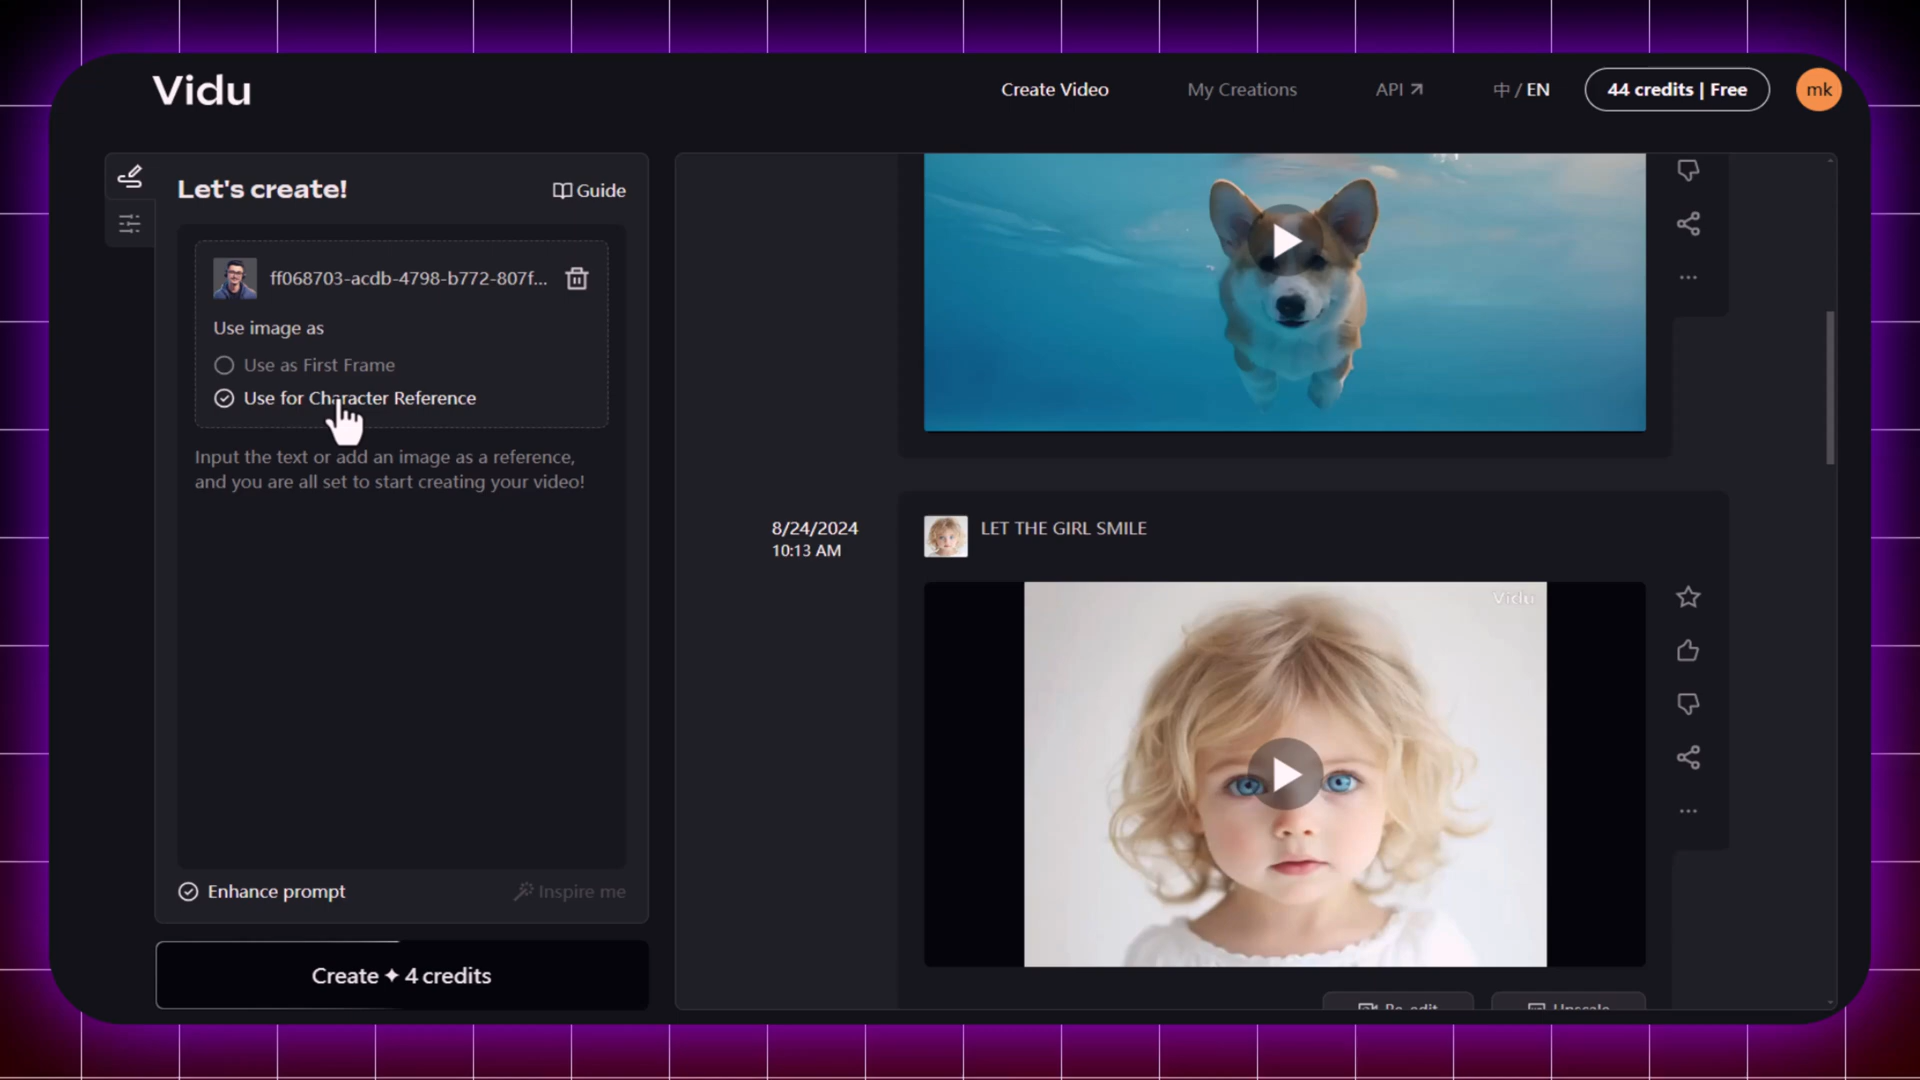 Vidu
Create Video
My Creations
API
中 / EN
44 credits | Free
mk
Let's create!
Guide
ff068703-acdb-4798-b772-807f...
Use image as
Use as First Frame
Use for Character Reference
Input the text or add an image as a reference,
and you are all set to start creating your video!
Enhance prompt
Inspire me
Create ✦ 4 credits
8/24/2024
10:13 AM
LET THE GIRL SMILE
Vidu
Re-edit
Upscale